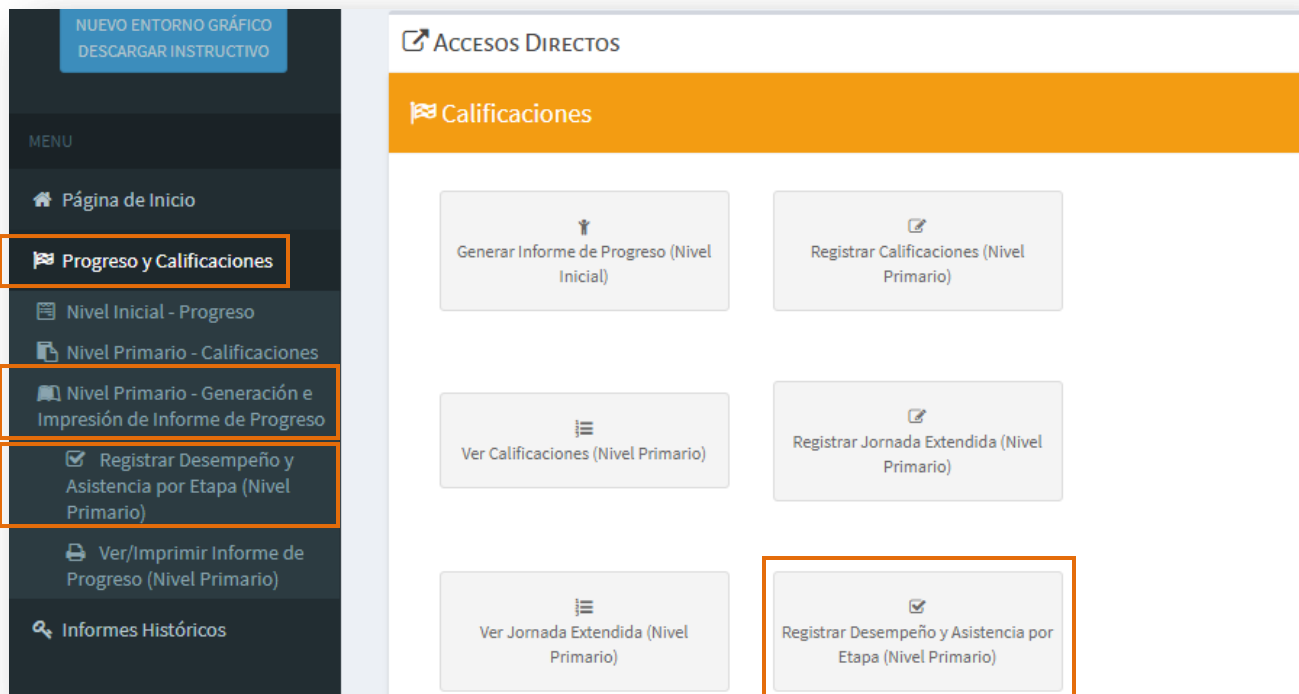 NUEVO ENTORNO GRÁFICO
DESCARGAR INSTRUCTIVO
MENU
Página de Inicio
Progreso y Calificaciones
Nivel Inicial - Progreso
Nivel Primario - Calificaciones
Nivel Primario - Generación e
Impresión de Informe de Progreso
Registrar Desempeño y
Asistencia por Etapa (Nivel
Primario)
Ver/Imprimir Informe de
Progreso (Nivel Primario)
Informes Históricos
ACCESOS DIRECTOS
Calificaciones
Generar Informe de Progreso (Nivel
Inicial)
Registrar Calificaciones (Nivel
Primario)
Ver Calificaciones (Nivel Primario)
Registrar Jornada Extendida (Nivel
Primario)
Ver Jornada Extendida (Nivel
Primario)
Registrar Desempeño y Asistencia por
Etapa (Nivel Primario)